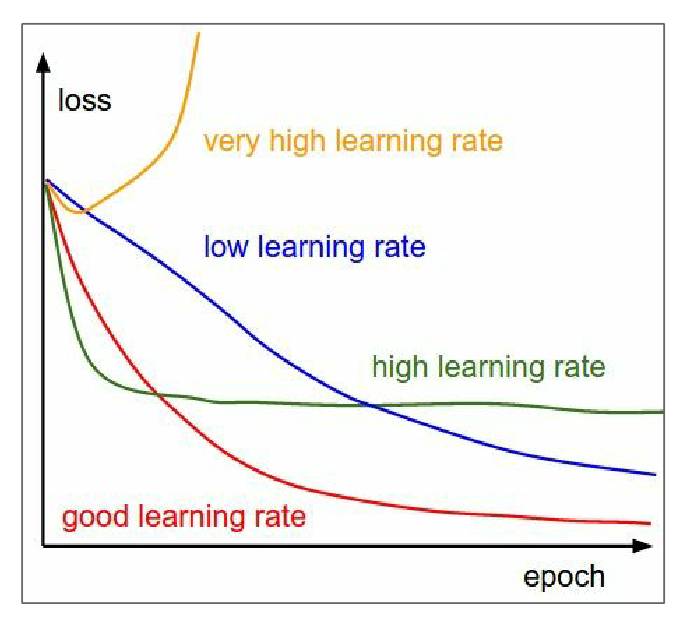 loss
very high learning rate
low learning rate
high learning rate
good learning rate
epoch